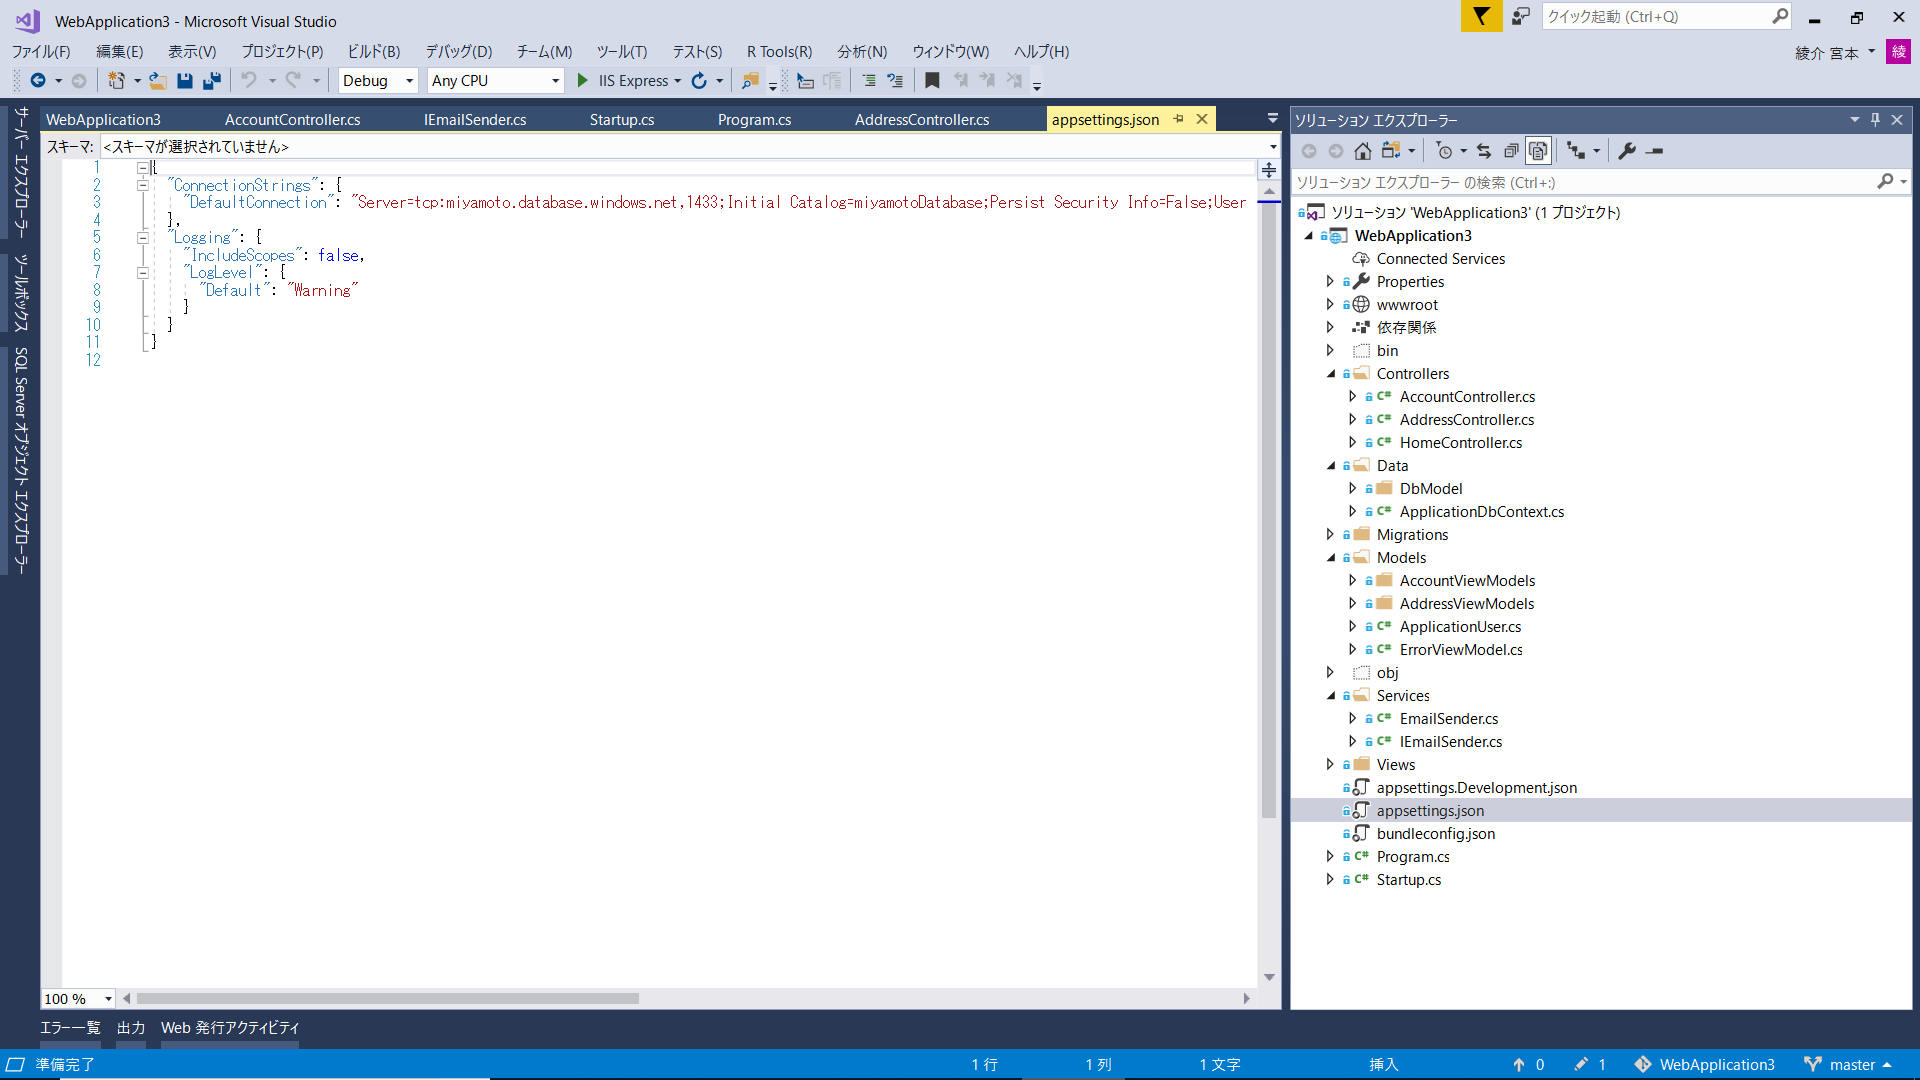 WebApplication3 - Microsoft Visual Studio
クイック起動 (Ctrl+Q)
ファイル(F) 編集(E) 表示(V) プロジェクト(P) ビルド(B) デバッグ(D) チーム(M) ツール(T) テスト(S) R Tools(R) 分析(N) ウィンドウ(W) ヘルプ(H)
綾介 宮本 綾
Debug Any CPU IIS Express
サーバー エクスプローラー
ツールボックス
SQL Server オブジェクト エクスプローラー
WebApplication3 AccountController.cs IEmailSender.cs Startup.cs Program.cs AddressController.cs appsettings.json
スキーマ: <スキーマが選択されていません>
1 {
2 "ConnectionStrings": {
3 "DefaultConnection": "Server=tcp:miyamoto.database.windows.net,1433;Initial Catalog=miyamotoDatabase;Persist Security Info=False;User
4 },
5 "Logging": {
6 "IncludeScopes": false,
7 "LogLevel": {
8 "Default": "Warning"
9 }
10 }
11 }
12
100 %
ソリューション エクスプローラー
ソリューション エクスプローラー の検索 (Ctrl+:)
ソリューション 'WebApplication3' (1 プロジェクト)
WebApplication3
Connected Services
Properties
wwwroot
依存関係
bin
Controllers
C# AccountController.cs
C# AddressController.cs
C# HomeController.cs
Data
DbModel
C# ApplicationDbContext.cs
Migrations
Models
AccountViewModels
AddressViewModels
C# ApplicationUser.cs
C# ErrorViewModel.cs
obj
Services
C# EmailSender.cs
C# IEmailSender.cs
Views
appsettings.Development.json
appsettings.json
bundleconfig.json
C# Program.cs
C# Startup.cs
エラー一覧 出力 Web 発行アクティビティ
準備完了 1 行 1 列 1 文字 挿入 0 1 WebApplication3 master